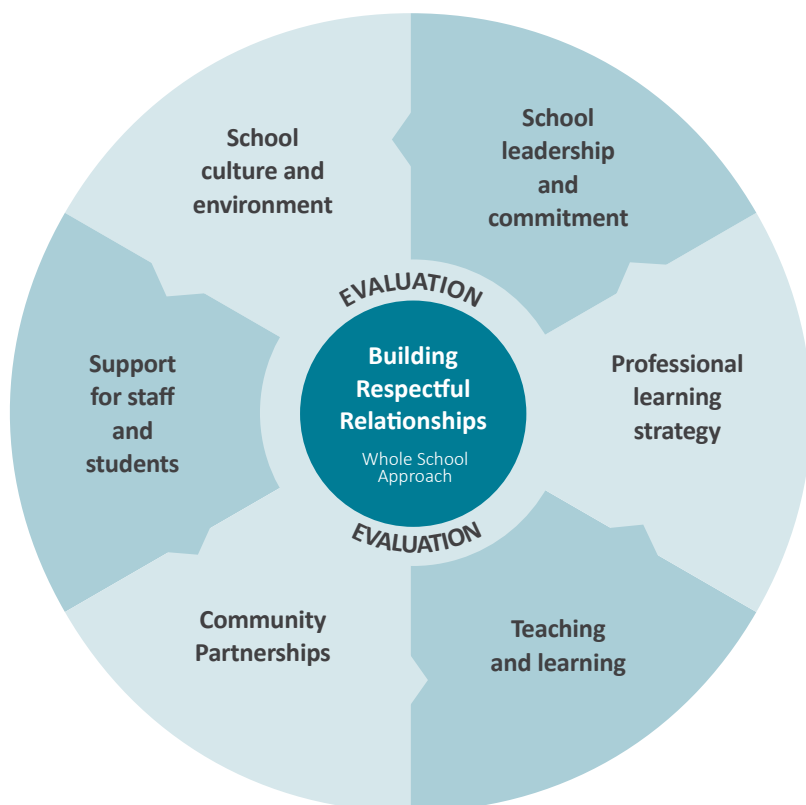 School
culture and
environment
School
leadership
and
commitment
EVALUATION
Building
Respectful
Relationships
Whole School
Approach
EVALUATION
Support
for staff
and
students
Professional
learning
strategy
Community
Partnerships
Teaching
and learning